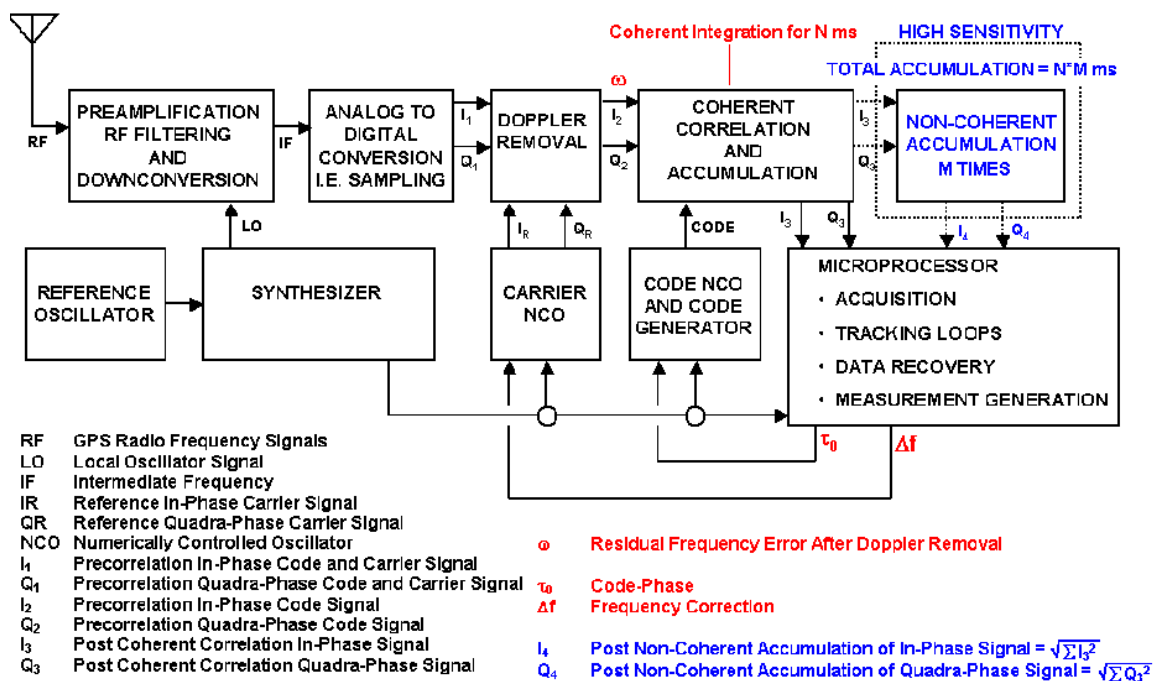 Coherent Integration for N ms
HIGH SENSITIVITY
TOTAL ACCUMULATION = N*M ms
RF
PREAMPLIFICATION
RF FILTERING
AND
DOWNCONVERSION
IF
ANALOG TO
DIGITAL
CONVERSION
I.E. SAMPLING
I₁
Q₁
DOPPLER
REMOVAL
ω
I₂
Q₂
COHERENT
CORRELATION
AND
ACCUMULATION
I₃
Q₃
NON-COHERENT
ACCUMULATION
M TIMES
LO
I_R
Q_R
CODE
I₃
Q₃
I₄
Q₄
REFERENCE
OSCILLATOR
SYNTHESIZER
CARRIER
NCO
CODE NCO
AND CODE
GENERATOR
MICROPROCESSOR
· ACQUISITION
· TRACKING LOOPS
· DATA RECOVERY
· MEASUREMENT GENERATION
τ₀
Δf
RF GPS Radio Frequency Signals
LO Local Oscillator Signal
IF Intermediate Frequency
IR Reference In-Phase Carrier Signal
QR Reference Quadra-Phase Carrier Signal
NCO Numerically Controlled Oscillator
I₁ Precorrelation In-Phase Code and Carrier Signal
Q₁ Precorrelation Quadra-Phase Code and Carrier Signal
I₂ Precorrelation In-Phase Code Signal
Q₂ Precorrelation Quadra-Phase Code Signal
I₃ Post Coherent Correlation In-Phase Signal
Q₃ Post Coherent Correlation Quadra-Phase Signal
ω Residual Frequency Error After Doppler Removal
τ₀ Code-Phase
Δf Frequency Correction
I₄ Post Non-Coherent Accumulation of In-Phase Signal = √∑I₃²
Q₄ Post Non-Coherent Accumulation of Quadra-Phase Signal = √∑Q₃²